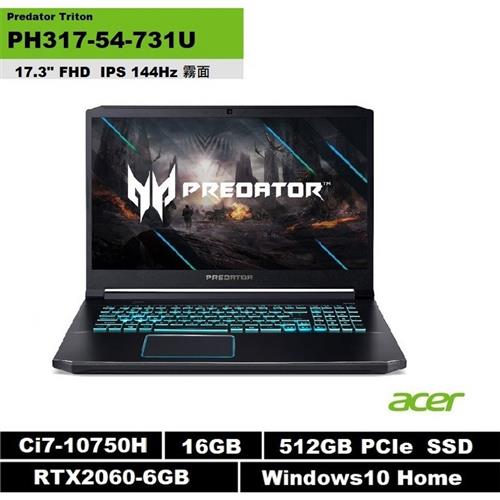 Predator Triton
PH317-54-731U
17.3" FHD IPS 144Hz 霧面
PREDATOR™
PREDATOR
acer
Ci7-10750H
16GB
512GB PCIe SSD
RTX2060-6GB
Windows10 Home